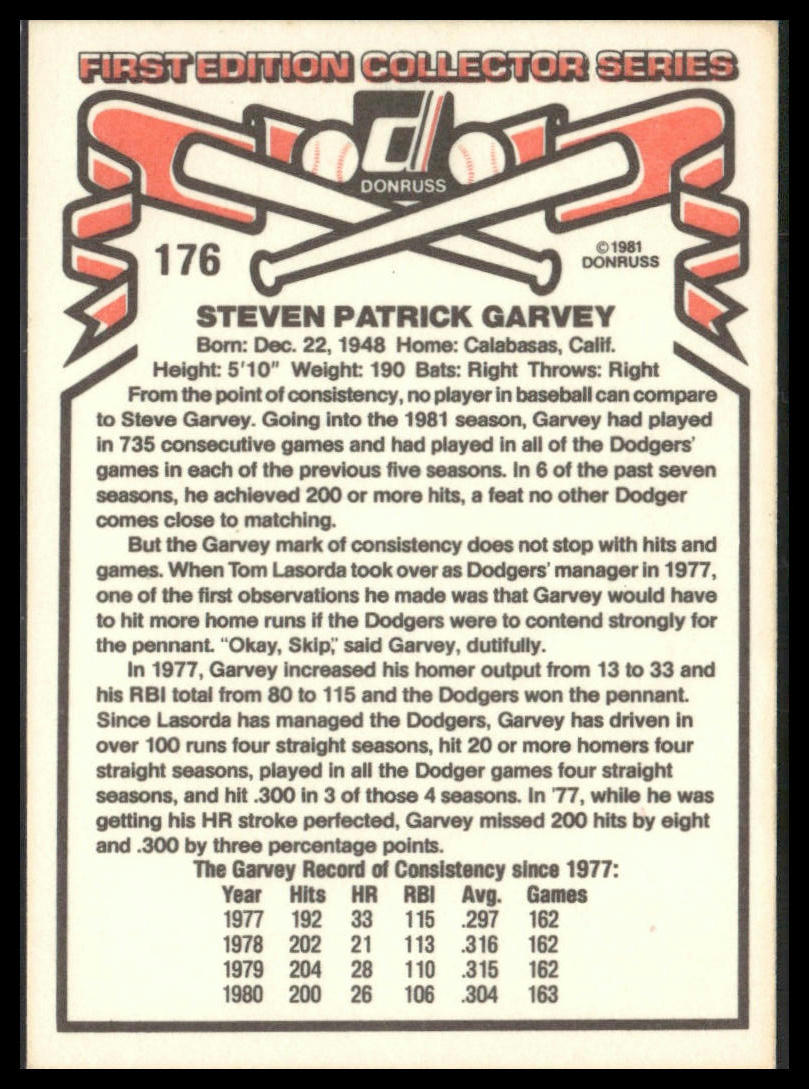 FIRST EDITION COLLECTOR SERIES
d
DONRUSS
176
©1981
DONRUSS
STEVEN PATRICK GARVEY
Born: Dec. 22, 1948 Home: Calabasas, Calif.
Height: 5'10" Weight: 190 Bats: Right Throws: Right
From the point of consistency, no player in baseball can compare
to Steve Garvey. Going into the 1981 season, Garvey had played
in 735 consecutive games and had played in all of the Dodgers'
games in each of the previous five seasons. In 6 of the past seven
seasons, he achieved 200 or more hits, a feat no other Dodger
comes close to matching.
But the Garvey mark of consistency does not stop with hits and
games. When Tom Lasorda took over as Dodgers' manager in 1977,
one of the first observations he made was that Garvey would have
to hit more home runs if the Dodgers were to contend strongly for
the pennant. "Okay, Skip," said Garvey, dutifully.
In 1977, Garvey increased his homer output from 13 to 33 and
his RBI total from 80 to 115 and the Dodgers won the pennant.
Since Lasorda has managed the Dodgers, Garvey has driven in
over 100 runs four straight seasons, hit 20 or more homers four
straight seasons, played in all the Dodger games four straight
seasons, and hit .300 in 3 of those 4 seasons. In '77, while he was
getting his HR stroke perfected, Garvey missed 200 hits by eight
and .300 by three percentage points.
The Garvey Record of Consistency since 1977:
Year Hits HR RBI Avg. Games
1977 192 33 115 .297 162
1978 202 21 113 .316 162
1979 204 28 110 .315 162
1980 200 26 106 .304 163